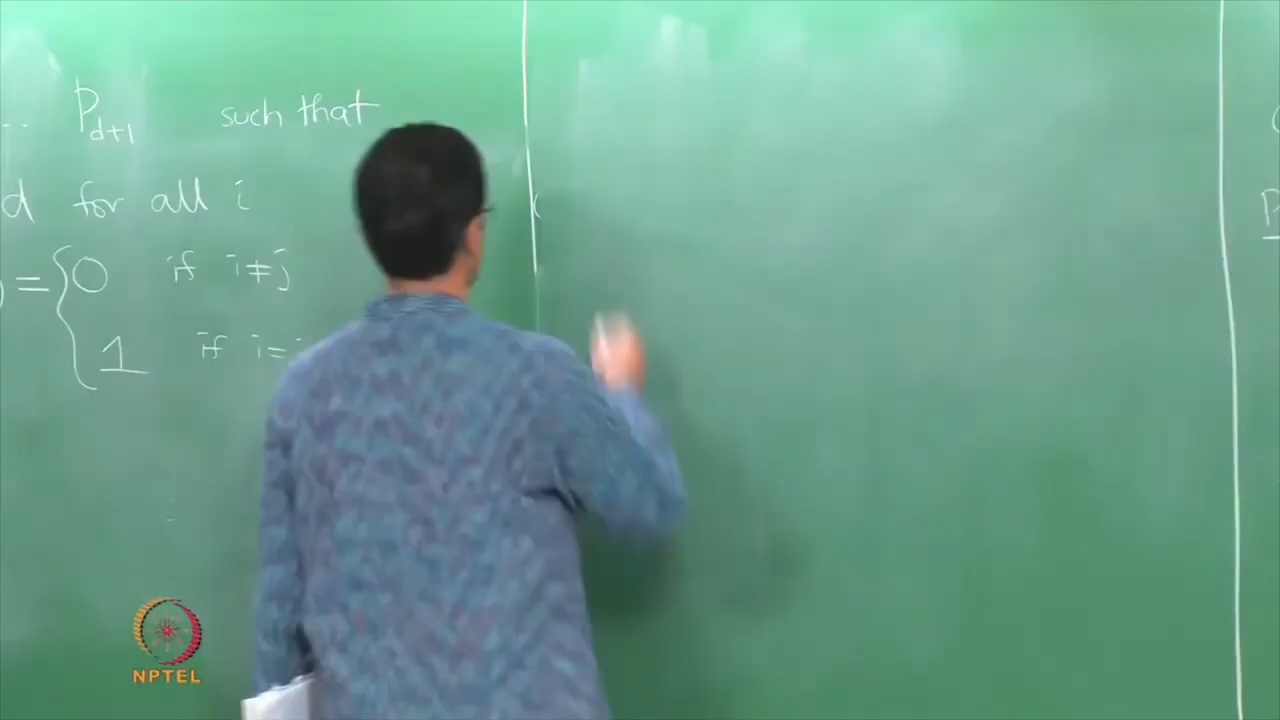 .. P_{d+1} such that
d for all i
) = { 0 if i ≠ j
1 if i =
NPTEL